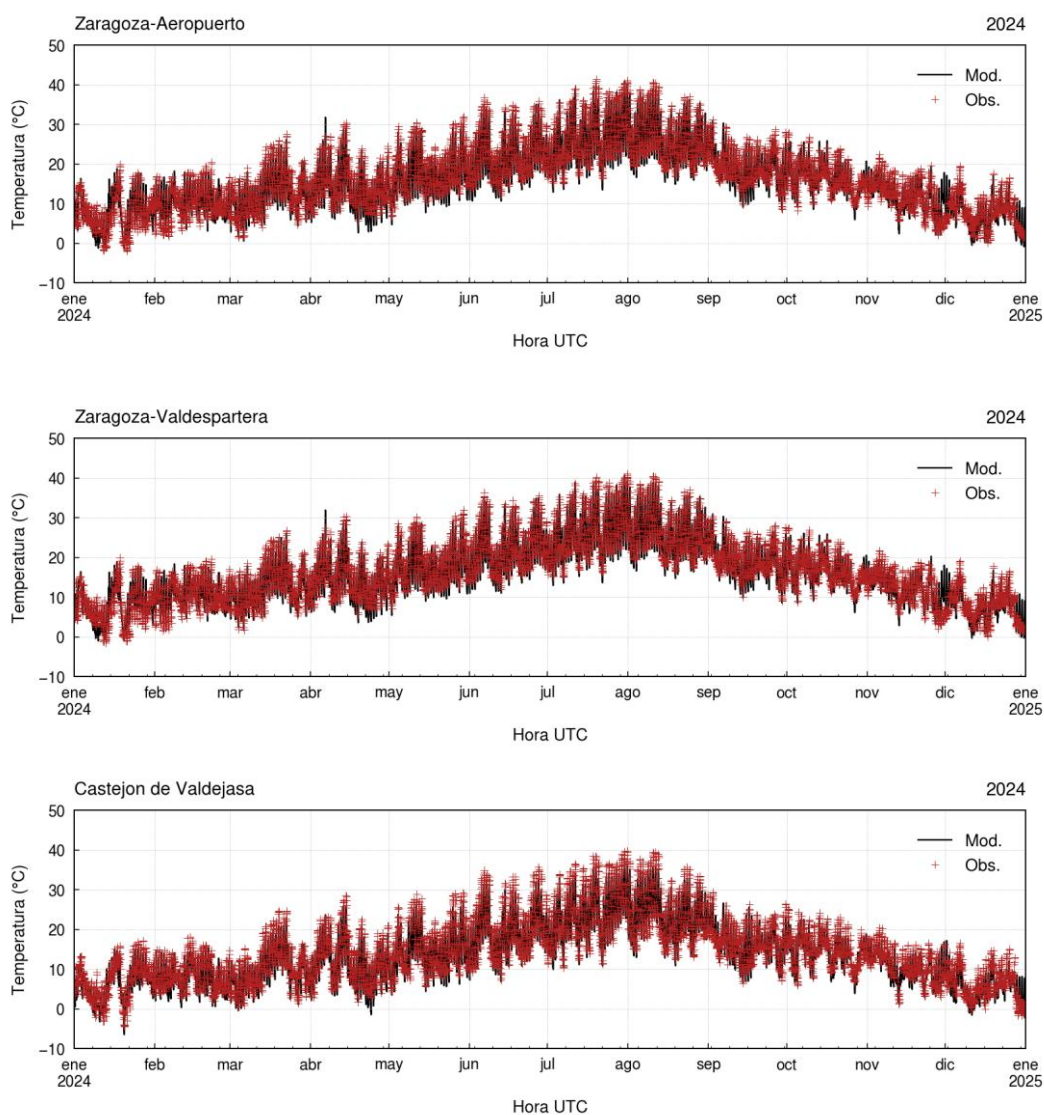 Zaragoza-Aeropuerto 2024
50
Mod.
40
Obs.
30
20
10
0
−10
Temperatura (°C)
ene feb mar abr may jun jul ago sep oct nov dic ene
2024 2025
Hora UTC
Zaragoza-Valdespartera 2024
50
Mod.
40
Obs.
30
20
10
0
−10
Temperatura (°C)
ene feb mar abr may jun jul ago sep oct nov dic ene
2024 2025
Hora UTC
Castejon de Valdejasa 2024
50
Mod.
40
Obs.
30
20
10
0
−10
Temperatura (°C)
ene feb mar abr may jun jul ago sep oct nov dic ene
2024 2025
Hora UTC